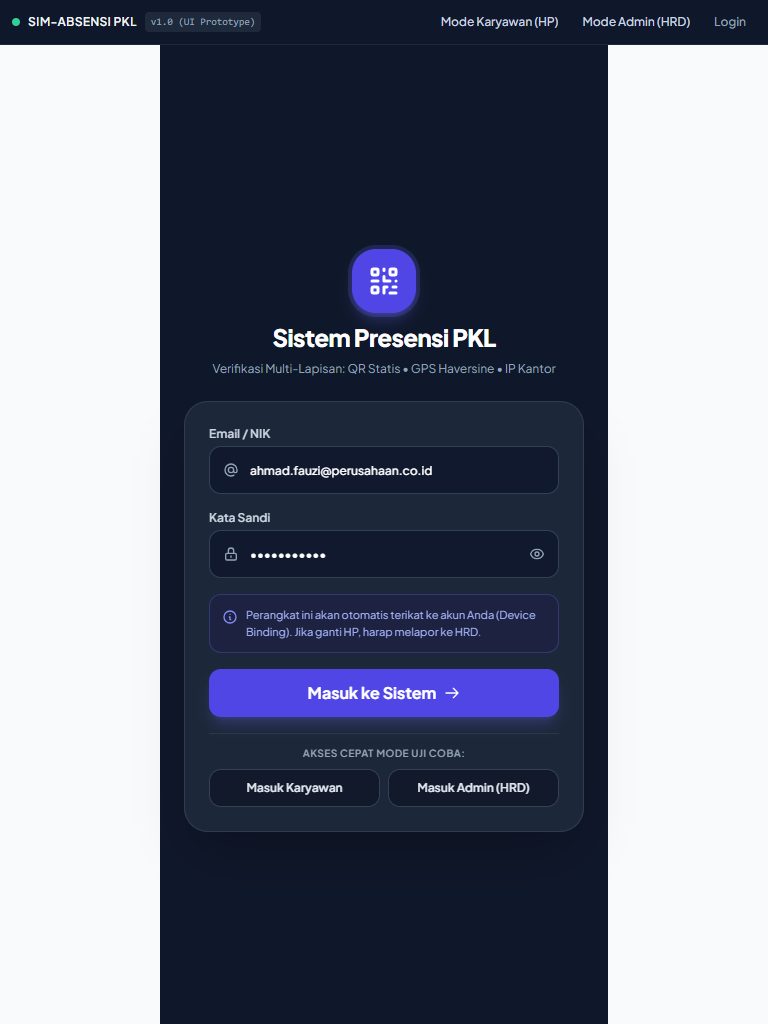 SIM-ABSENSI PKL
v1.0 (UI Prototype)
Mode Karyawan (HP)
Mode Admin (HRD)
Login
Sistem Presensi PKL
Verifikasi Multi-Lapisan: QR Statis • GPS Haversine • IP Kantor
Email / NIK
ahmad.fauzi@perusahaan.co.id
Kata Sandi
•••••••••••
Perangkat ini akan otomatis terikat ke akun Anda (Device
Binding). Jika ganti HP, harap melapor ke HRD.
Masuk ke Sistem →
AKSES CEPAT MODE UJI COBA:
Masuk Karyawan
Masuk Admin (HRD)